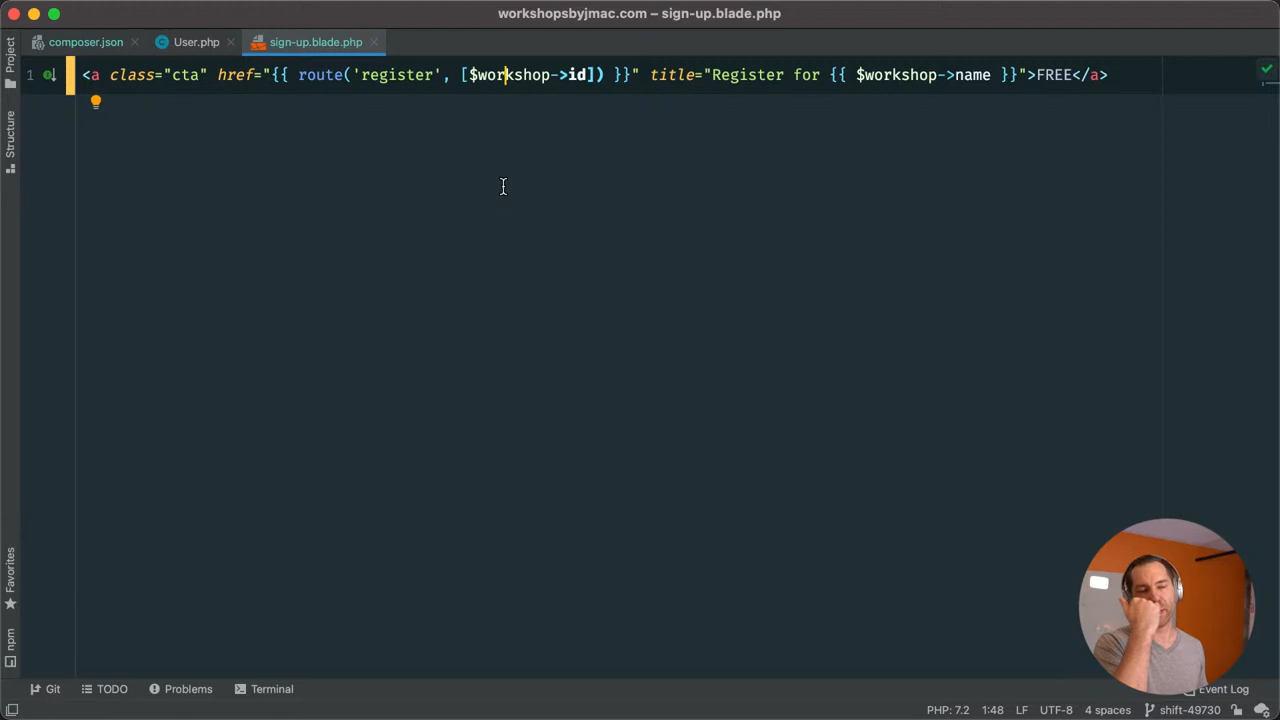 workshopsbyjmac.com – sign-up.blade.php
composer.json
User.php
sign-up.blade.php
Project
1 <a class="cta" href="{{ route('register', [$workshop->id]) }}" title="Register for {{ $workshop->name }}">FREE</a>
Structure
Favorites
npm
Git
TODO
Problems
Terminal
Event Log
PHP: 7.2
1:48
LF
UTF-8
4 spaces
shift-49730